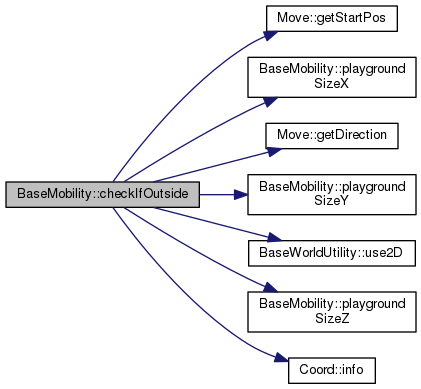 Move::getStartPos
BaseMobility::playground
SizeX
Move::getDirection
BaseMobility::checkIfOutside
BaseMobility::playground
SizeY
BaseWorldUtility::use2D
BaseMobility::playground
SizeZ
Coord::info